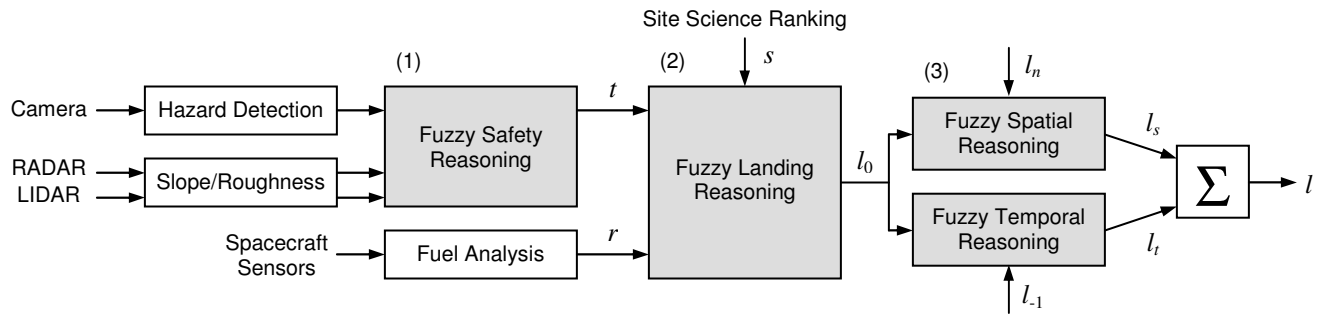 Site Science Ranking
(1)
(2)
(3)
s
l_n
Camera
Hazard Detection
t
Fuzzy Safety
Reasoning
Fuzzy Spatial
Reasoning
l_s
RADAR
LIDAR
Slope/Roughness
Fuzzy Landing
Reasoning
l_0
Σ
l
Fuzzy Temporal
Reasoning
l_t
Spacecraft
Sensors
Fuel Analysis
r
l_-1